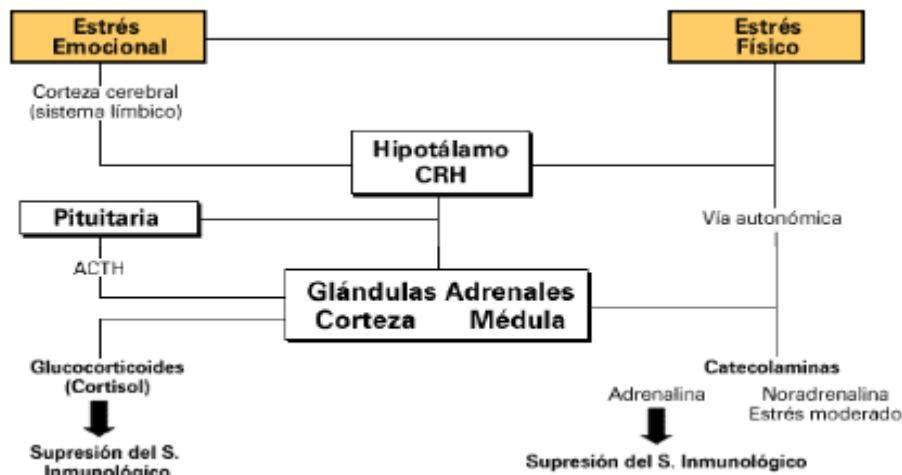 Estrés
Emocional
Estrés
Físico
Corteza cerebral
(sistema límbico)
Hipotálamo
CRH
Pituitaria
Vía autonómica
ACTH
Glándulas Adrenales
Corteza Médula
Glucocorticoides
(Cortisol)
Catecolaminas
Adrenalina
Noradrenalina
Estrés moderado
Supresión del S.
Inmunológico
Supresión del S. Inmunológico